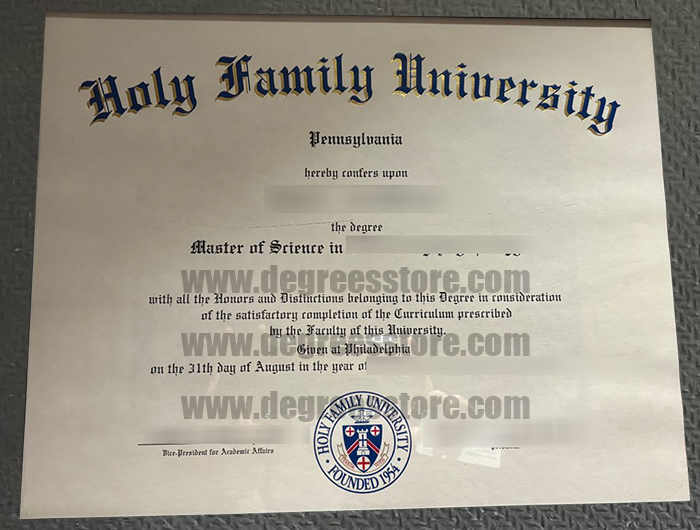 Holy Family University
Pennsylvania
hereby confers upon
the degree
Master of Science in
www.degreesstore.com
with all the Honors and Distinctions belonging to this Degree in consideration
of the satisfactory completion of the Curriculum prescribed
by the Faculty of this University.
www.degreesstore.com
Given at Philadelphia
on the 31th day of August in the year of
www.degreesstore.com
HOLY FAMILY UNIVERSITY
FOUNDED 1954
Vice-President for Academic Affairs